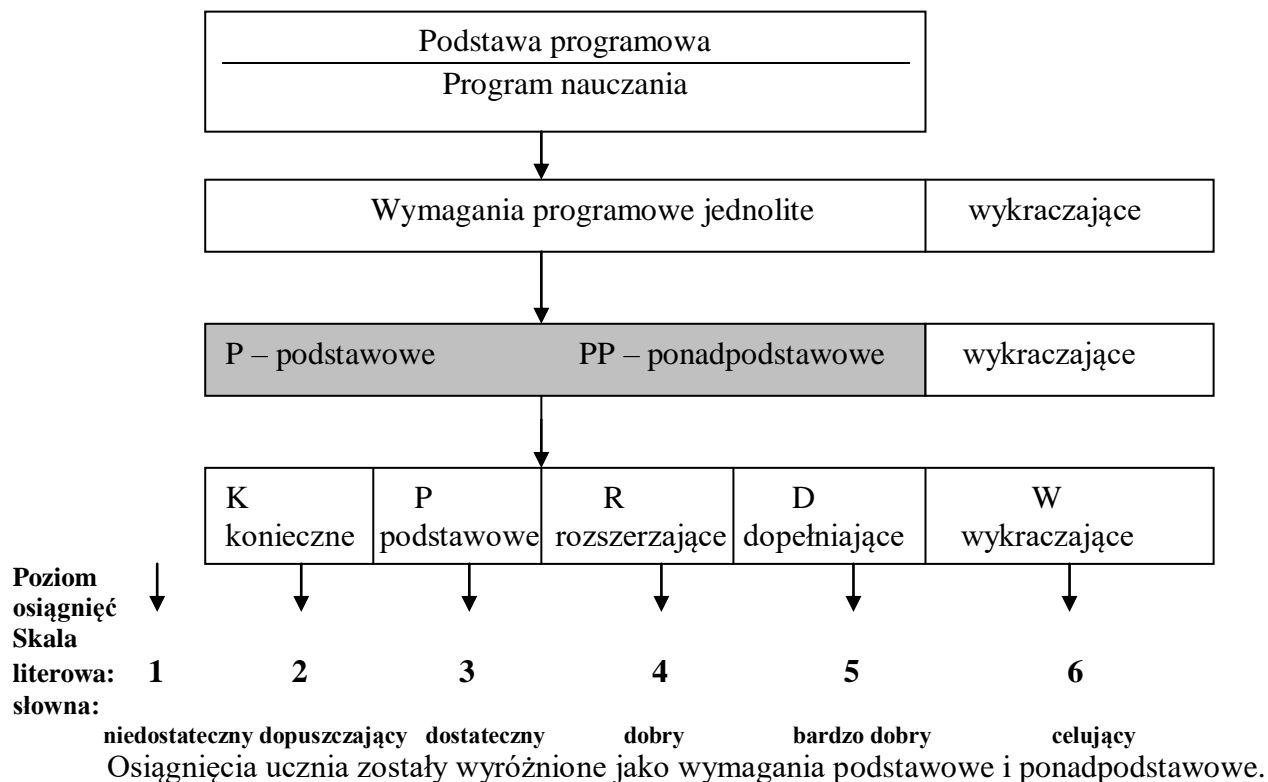 Podstawa programowa
Program nauczania
Wymagania programowe jednolite wykraczające
P – podstawowe PP – ponadpodstawowe wykraczające
K P R D W
konieczne podstawowe rozszerzające dopełniające wykraczające
Poziom
osiągnięć
Skala
literowa: 1 2 3 4 5 6
słowna:
niedostateczny dopuszczający dostateczny dobry bardzo dobry celujący
Osiągnięcia ucznia zostały wyróżnione jako wymagania podstawowe i ponadpodstawowe.